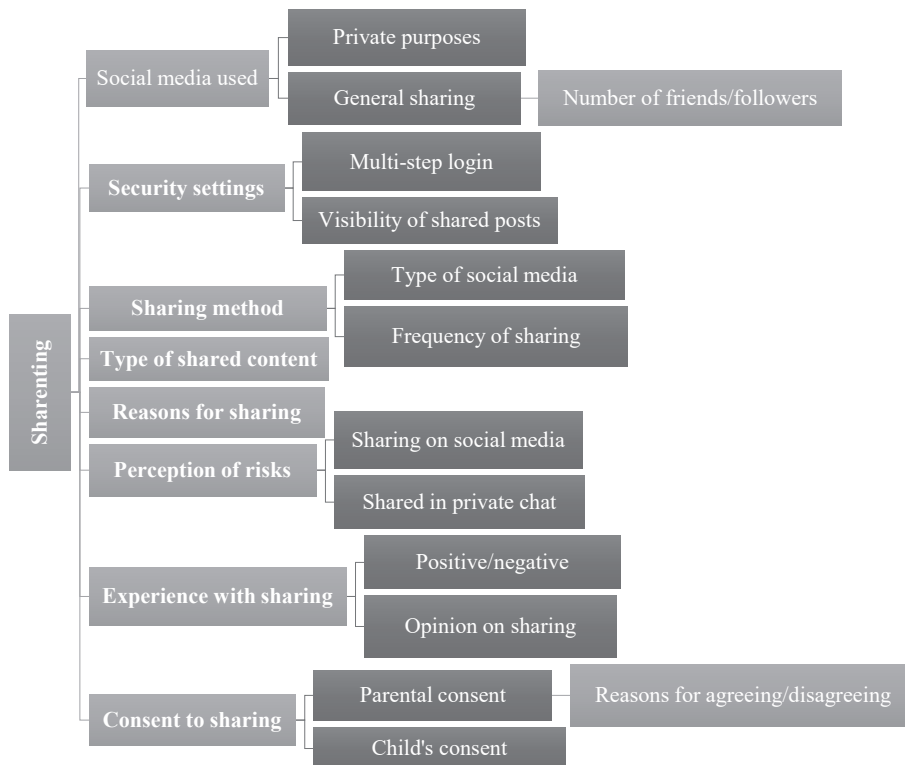 Sharenting
Social media used
Private purposes
General sharing
Number of friends/followers
Security settings
Multi-step login
Visibility of shared posts
Sharing method
Type of social media
Frequency of sharing
Type of shared content
Reasons for sharing
Perception of risks
Sharing on social media
Shared in private chat
Experience with sharing
Positive/negative
Opinion on sharing
Consent to sharing
Parental consent
Reasons for agreeing/disagreeing
Child's consent